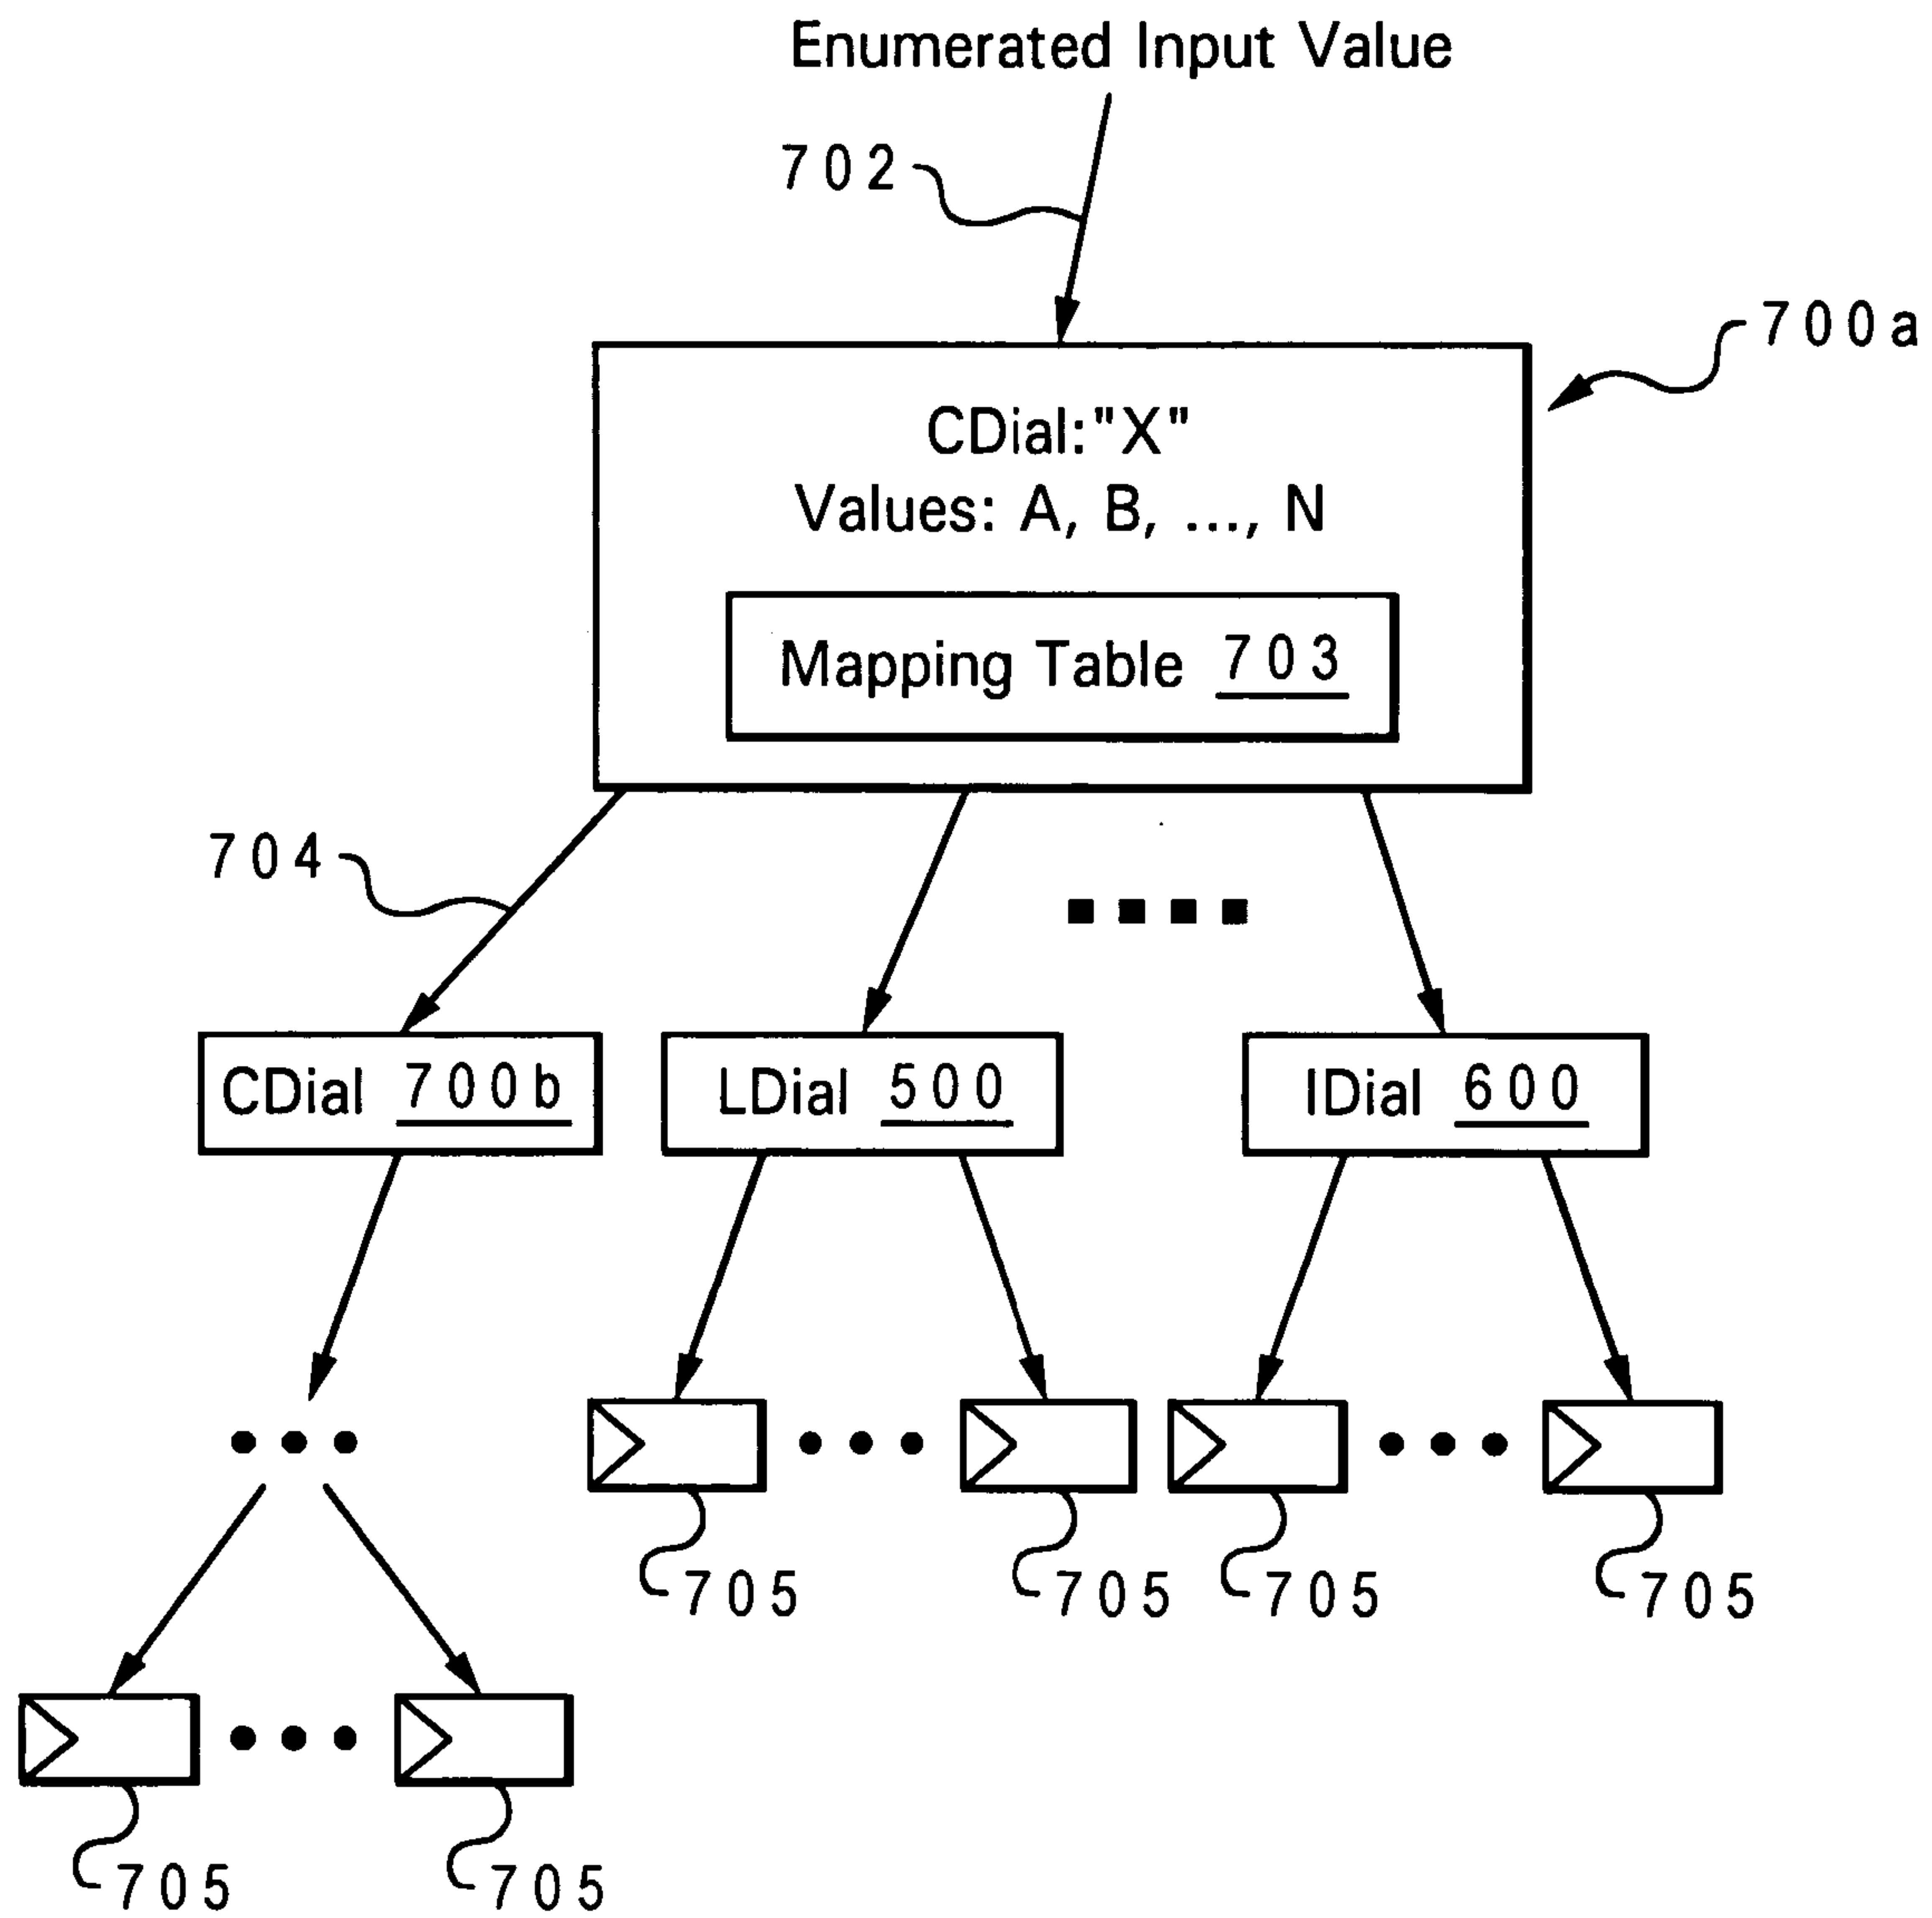 Enumerated Input Value
702
700a
CDial:"X"
Values: A, B, ..., N
Mapping Table 703
704
CDial 700b
LDial 500
IDial 600
705
705
705
705
705
705